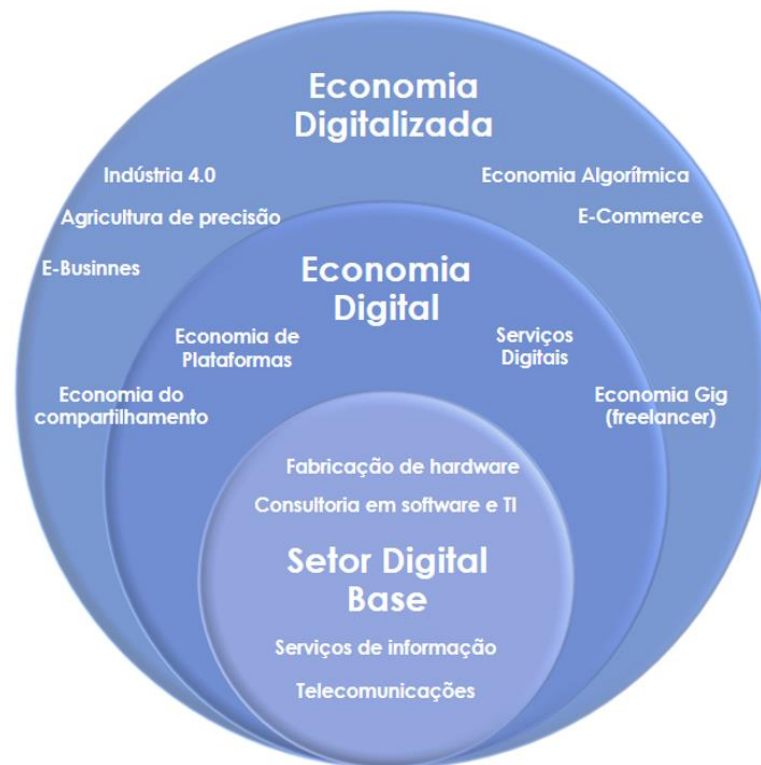 Economia
Digitalizada
Indústria 4.0
Economia Algorítmica
Agricultura de precisão
E-Commerce
E-Businnes
Economia
Digital
Economia de
Plataformas
Serviços
Digitais
Economia do
compartilhamento
Economia Gig
(freelancer)
Fabricação de hardware
Consultoria em software e TI
Setor Digital
Base
Serviços de informação
Telecomunicações